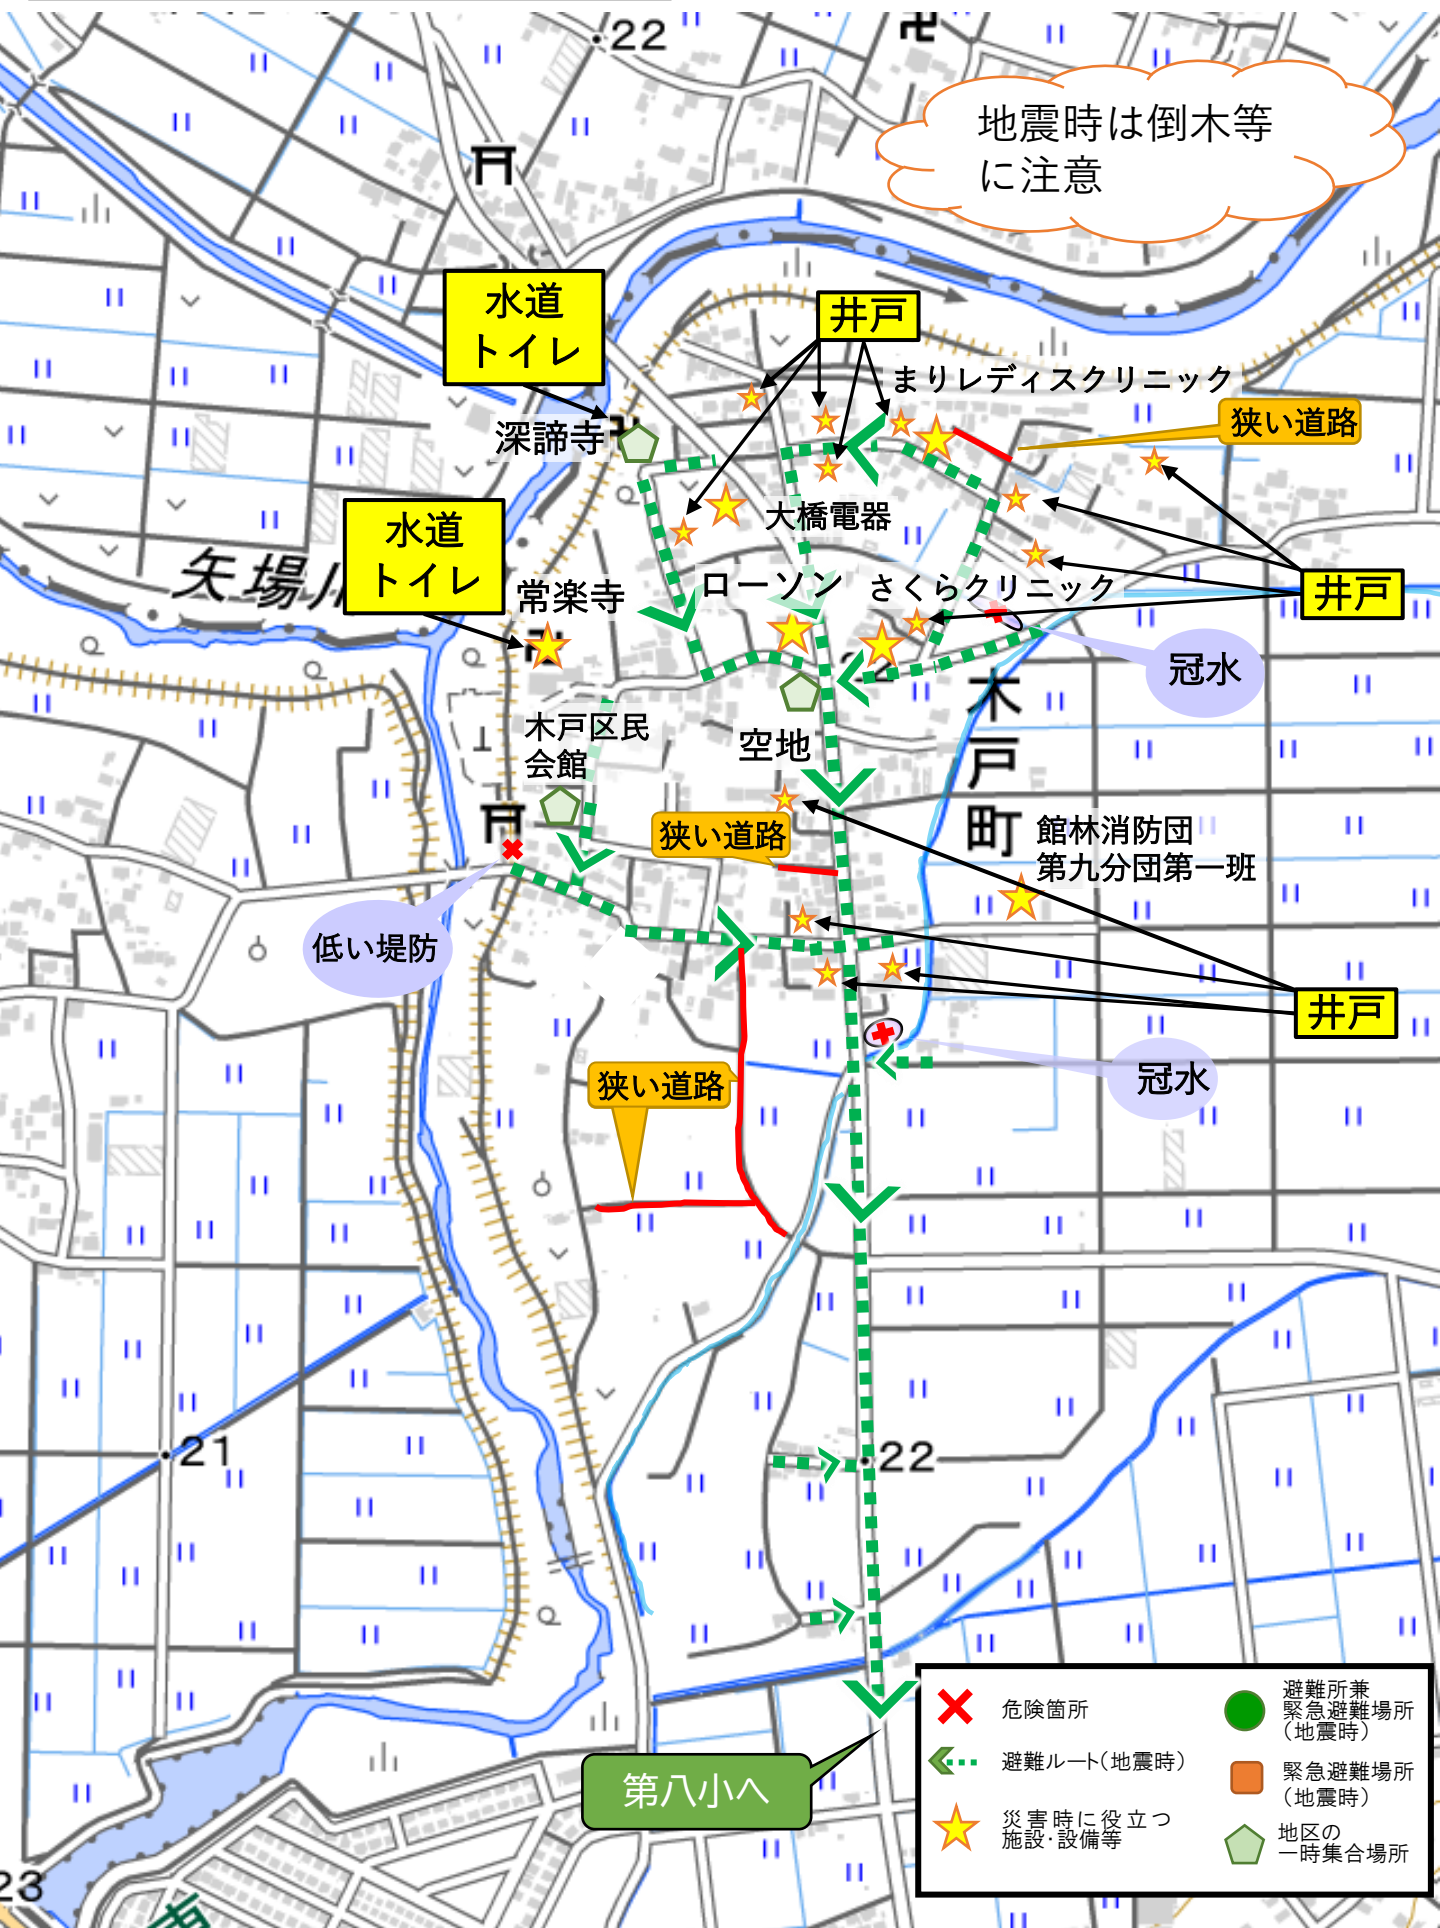 22
地震時は倒木等
に注意
水道
トイレ
井戸
まりレディスクリニック
狭い道路
深諦寺
水道
トイレ
大橋電器
矢場川
常楽寺
ローソン
さくらクリニック
井戸
冠水
木戸町
木戸区民
会館
空地
狭い道路
館林消防団
第九分団第一班
低い堤防
井戸
狭い道路
冠水
21
22
第八小へ
危険箇所
避難ルート(地震時)
災害時に役立つ
施設・設備等
避難所兼
緊急避難場所
(地震時)
緊急避難場所
(地震時)
地区の
一時集合場所
23